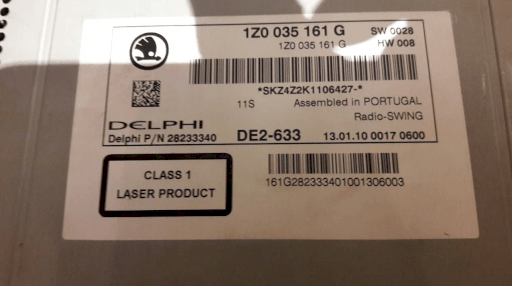 1Z0 035 161 G SW 0028
1Z0 035 161 G HW 008
*SKZ4Z2K1106427-*
11S Assembled in PORTUGAL
Radio-SWING
DELPHI
Delphi P/N 28233340 DE2-633 13.01.10 0017 0600
CLASS 1
LASER PRODUCT
161G282333401001306003